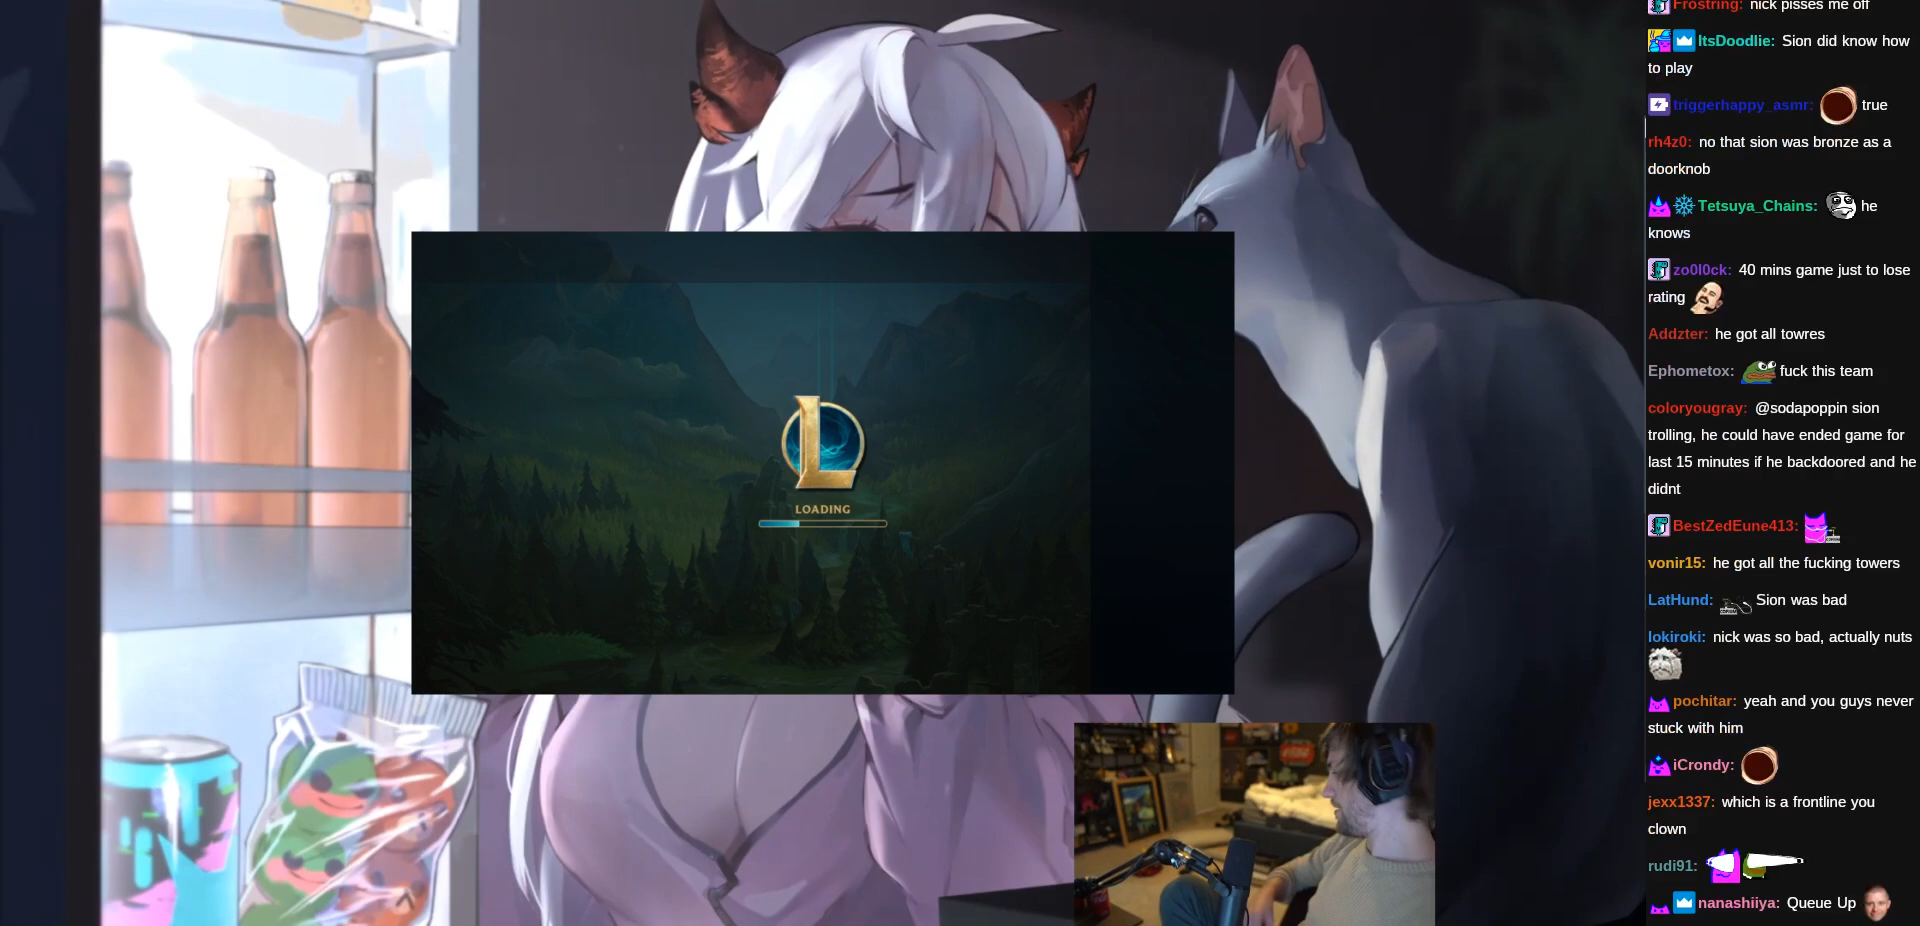 LOADING
Frostring: nick pisses me off
ItsDoodlie: Sion did know how
to play
triggerhappy_asmr: true
rh4z0: no that sion was bronze as a
doorknob
Tetsuya_Chains: he
knows
zo0l0ck: 40 mins game just to lose
rating
Addzter: he got all towres
Ephometox: fuck this team
coloryougray: @sodapoppin sion
trolling, he could have ended game for
last 15 minutes if he backdoored and he
didnt
BestZedEune413:
vonir15: he got all the fucking towers
LatHund: Sion was bad
lokiroki: nick was so bad, actually nuts
pochitar: yeah and you guys never
stuck with him
iCrondy:
jexx1337: which is a frontline you
clown
rudi91:
nanashiiya: Queue Up